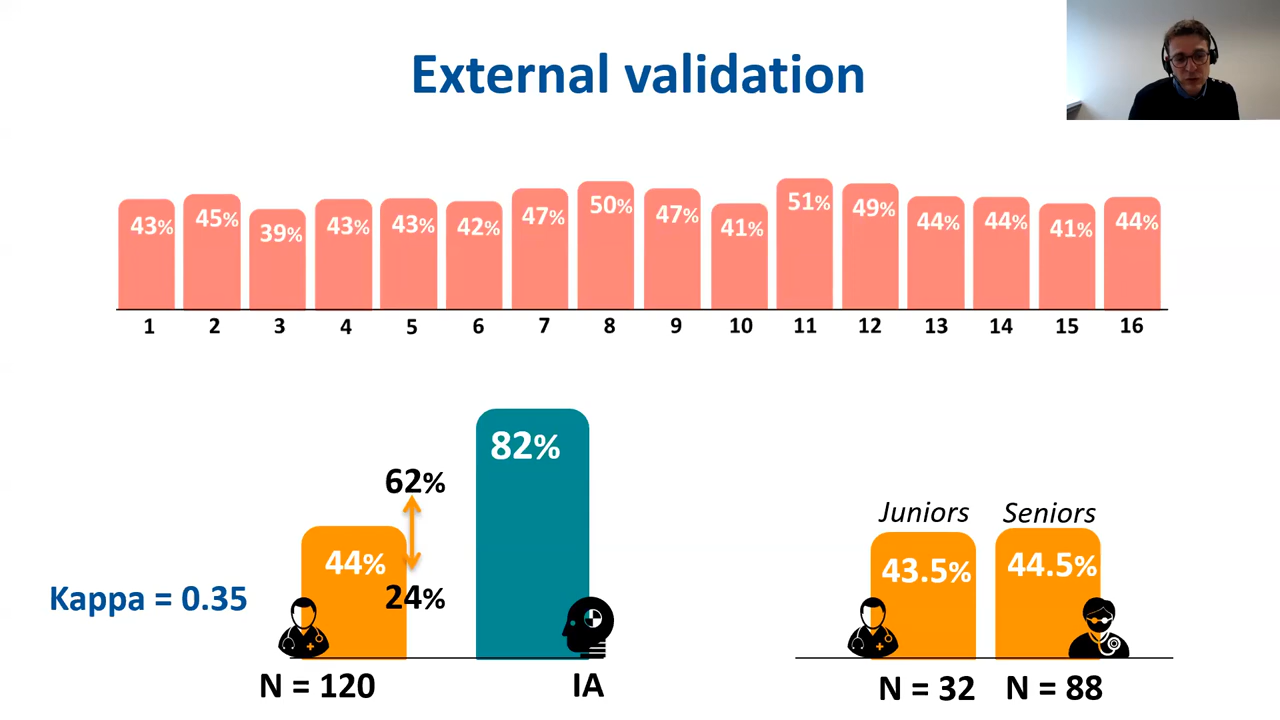 External validation
43% 45% 39% 43% 43% 42% 47% 50% 47% 41% 51% 49% 44% 44% 41% 44%
1 2 3 4 5 6 7 8 9 10 11 12 13 14 15 16
82%
62%
44%
24%
Kappa = 0.35
N = 120 IA
Juniors Seniors
43.5% 44.5%
N = 32 N = 88